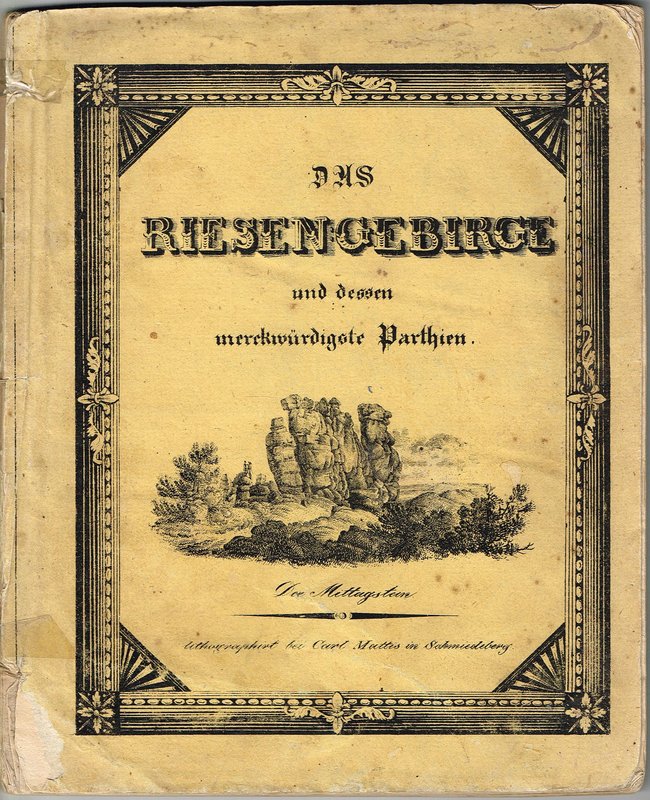 DAS
RIESENGEBIRGE
und dessen
merckwürdigste Parthien.
Der Mittagstein
lithographirt bei Carl Mattis in Schmiedeberg.